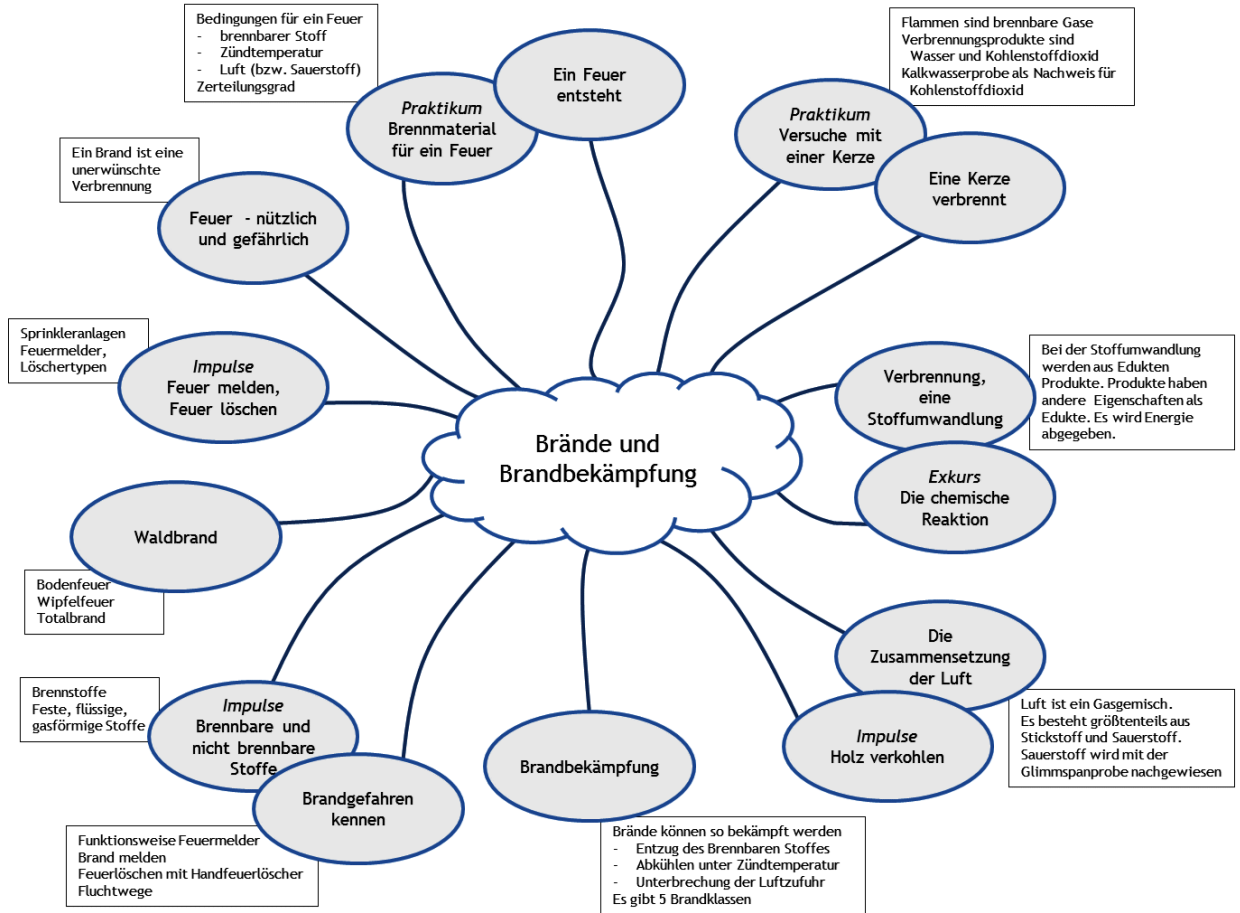 Bedingungen für ein Feuer
- brennbarer Stoff
- Zündtemperatur
- Luft (bzw. Sauerstoff)
Zerteilungsgrad
Praktikum
Brennmaterial
für ein Feuer
Ein Feuer
entsteht
Flammen sind brennbare Gase
Verbrennungsprodukte sind
Wasser und Kohlenstoffdioxid
Kalkwasserprobe als Nachweis für
Kohlenstoffdioxid
Praktikum
Versuche mit
einer Kerze
Eine Kerze
verbrennt
Ein Brand ist eine
unerwünschte
Verbrennung
Feuer - nützlich
und gefährlich
Sprinkleranlagen
Feuermelder,
Löschertypen
Impulse
Feuer melden,
Feuer löschen
Brände und
Brandbekämpfung
Verbrennung,
eine
Stoffumwandlung
Bei der Stoffumwandlung
werden aus Edukten
Produkte. Produkte haben
andere Eigenschaften als
Edukte. Es wird Energie
abgegeben.
Exkurs
Die chemische
Reaktion
Waldbrand
Bodenfeuer
Wipfelfeuer
Totalbrand
Die
Zusammensetzung
der Luft
Luft ist ein Gasgemisch.
Es besteht größtenteils aus
Stickstoff und Sauerstoff.
Sauerstoff wird mit der
Glimmspanprobe nachgewiesen
Impulse
Holz verkohlen
Brennstoffe
Feste, flüssige,
gasförmige Stoffe
Impulse
Brennbare und
nicht brennbare
Stoffe
Brandgefahren
kennen
Funktionsweise Feuermelder
Brand melden
Feuerlöschen mit Handfeuerlöscher
Fluchtwege
Brandbekämpfung
Brände können so bekämpft werden
- Entzug des Brennbaren Stoffes
- Abkühlen unter Zündtemperatur
- Unterbrechung der Luftzufuhr
Es gibt 5 Brandklassen